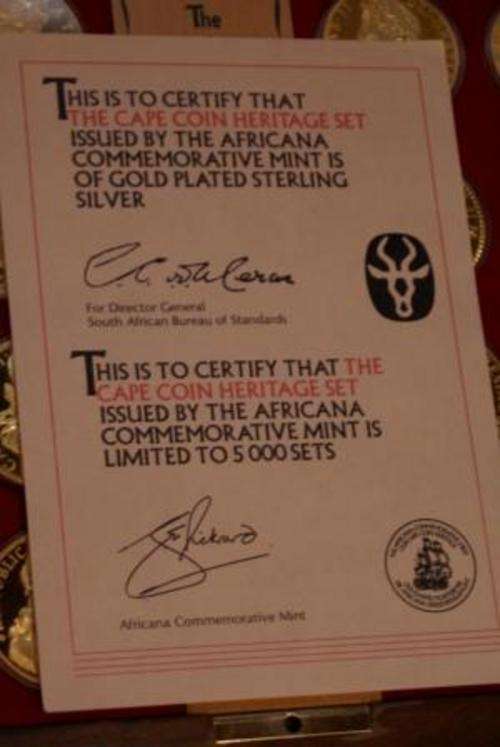 The
THIS IS TO CERTIFY THAT
THE CAPE COIN HERITAGE SET
ISSUED BY THE AFRICANA
COMMEMORATIVE MINT IS
OF GOLD PLATED STERLING
SILVER
For Director General
South African Bureau of Standards
THIS IS TO CERTIFY THAT THE
CAPE COIN HERITAGE SET
ISSUED BY THE AFRICANA
COMMEMORATIVE MINT IS
LIMITED TO 5 000 SETS
Africana Commemorative Mint